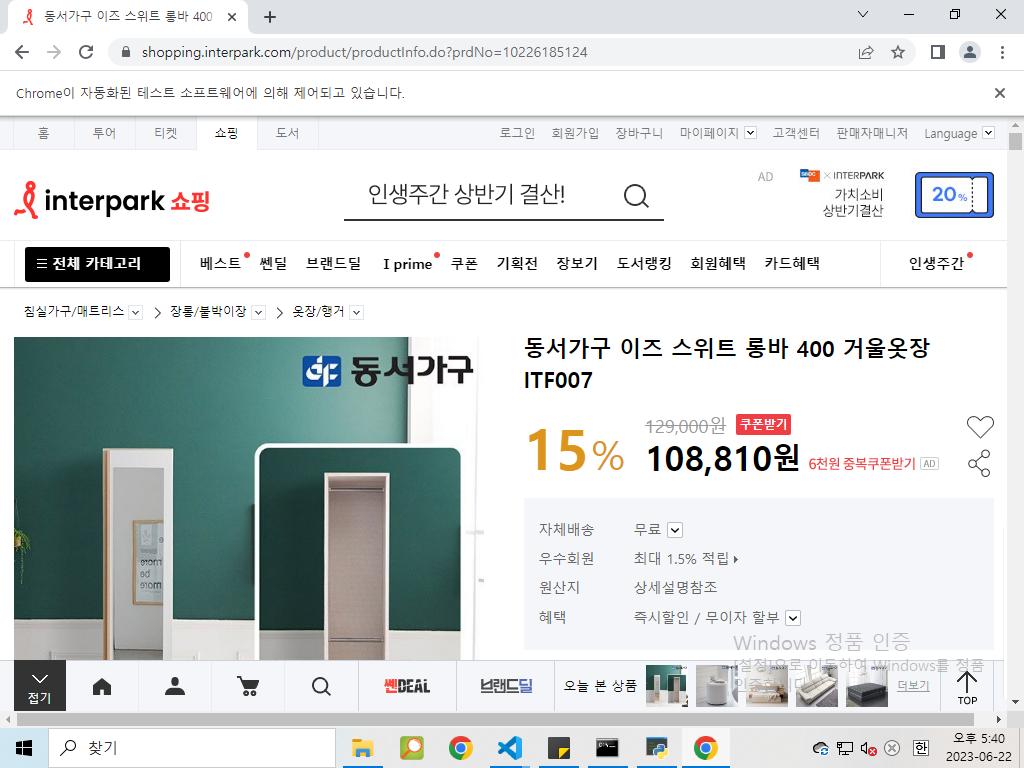 동서가구 이즈 스위트 롱바 400
shopping.interpark.com/product/productInfo.do?prdNo=10226185124
Chrome이 자동화된 테스트 소프트웨어에 의해 제어되고 있습니다.
홈 투어 티켓 쇼핑 도서 로그인 회원가입 장바구니 마이페이지 고객센터 판매자매니저 Language
interpark 쇼핑
인생주간 상반기 결산!
AD
× INTERPARK
가치소비
상반기결산
20%
전체 카테고리 베스트 쎈딜 브랜드딜 I prime 쿠폰 기획전 장보기 도서랭킹 회원혜택 카드혜택 인생주간
침실가구/매트리스 장롱/붙박이장 옷장/행거
동서가구
동서가구 이즈 스위트 롱바 400 거울옷장
ITF007
15%
129,000원 쿠폰받기
108,810원 6천원 중복쿠폰받기 AD
자체배송 무료
우수회원 최대 1.5% 적립
원산지 상세설명참조
혜택 즉시할인 / 무이자 할부
more
be
more
Windows 정품 인증
[설정]으로 이동하여 Windows를 정품
인증합니다.
접기
쎈DEAL
브랜드딜
오늘 본 상품
더보기
TOP
찾기
한
오후 5:40
2023-06-22